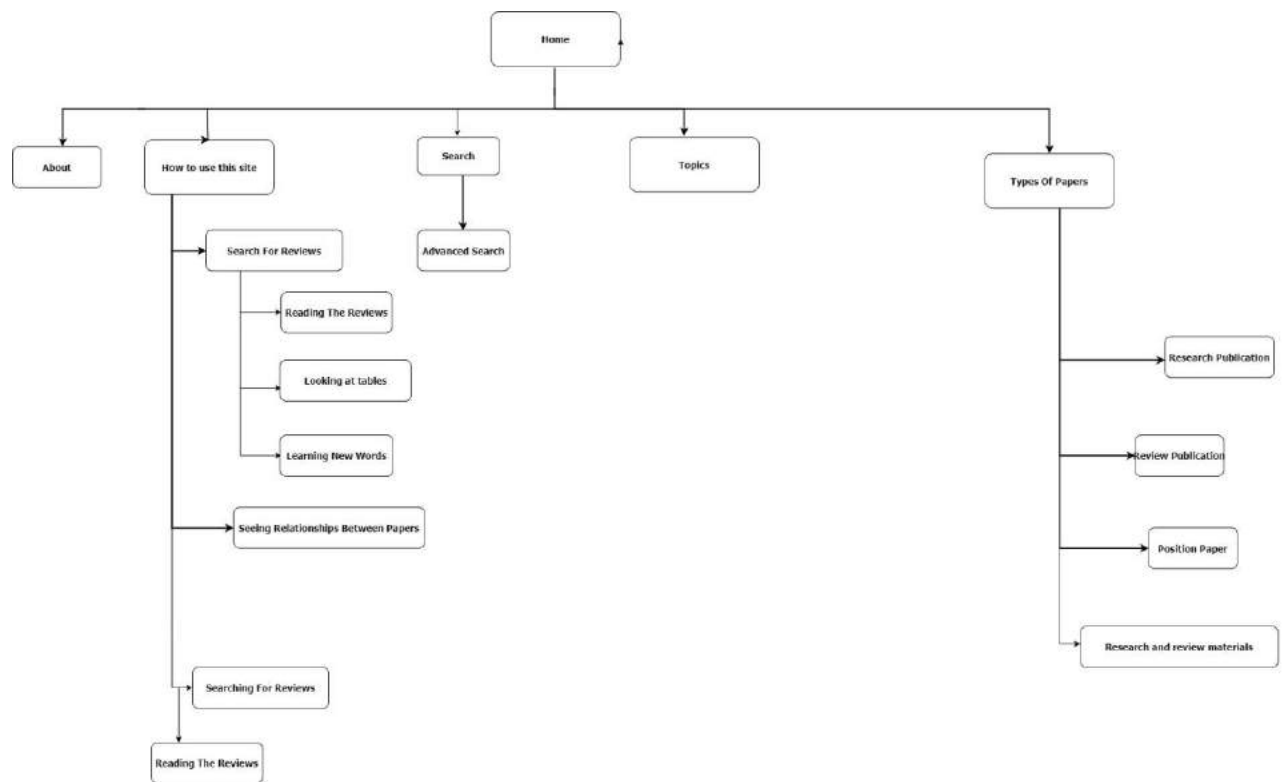 Home
About
How to use this site
Search
Topics
Types Of Papers
Search For Reviews
Advanced Search
Reading The Reviews
Looking at tables
Learning New Words
Seeing Relationships Between Papers
Searching For Reviews
Reading The Reviews
Research Publication
Review Publication
Position Paper
Research and review materials